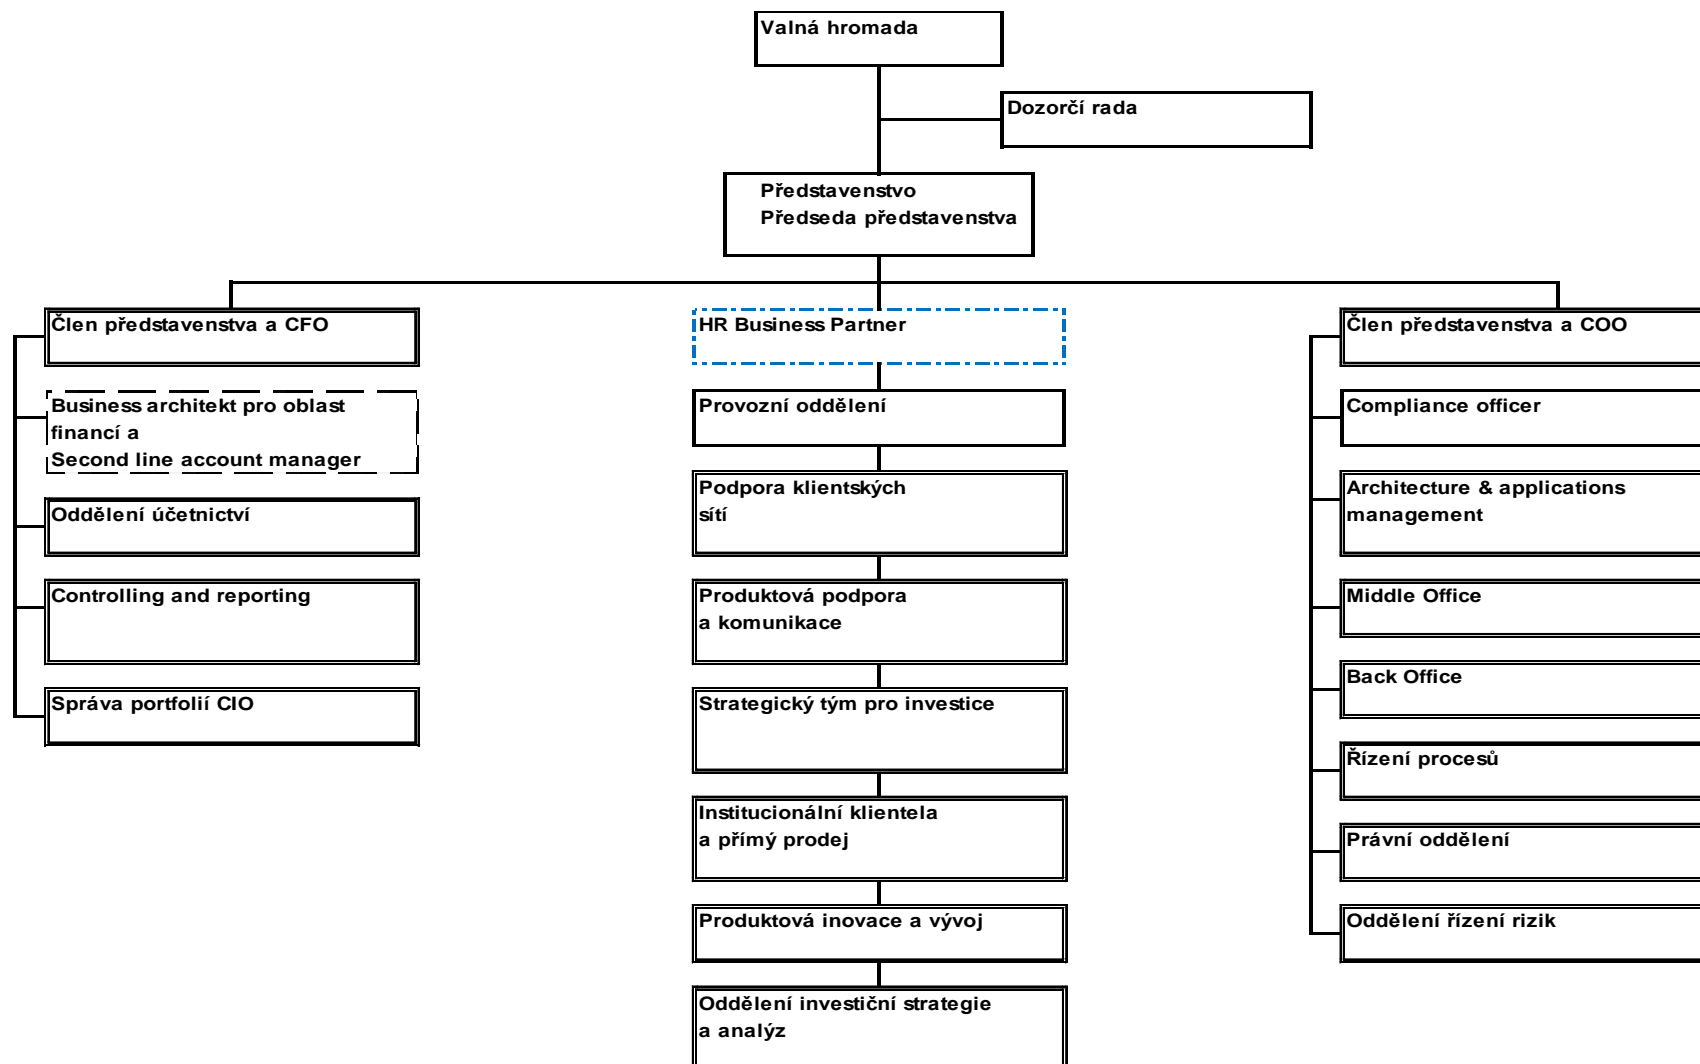 Valná hromada
Dozorčí rada
Představenstvo
Předseda představenstva
Člen představenstva a CFO
Business architekt pro oblast
financí a
Second line account manager
Oddělení účetnictví
Controlling and reporting
Správa portfolií CIO
HR Business Partner
Provozní oddělení
Podpora klientských
sítí
Produktová podpora
a komunikace
Strategický tým pro investice
Institucionální klientela
a přímý prodej
Produktová inovace a vývoj
Oddělení investiční strategie
a analýz
Člen představenstva a COO
Compliance officer
Architecture & applications
management
Middle Office
Back Office
Řízení procesů
Právní oddělení
Oddělení řízení rizik